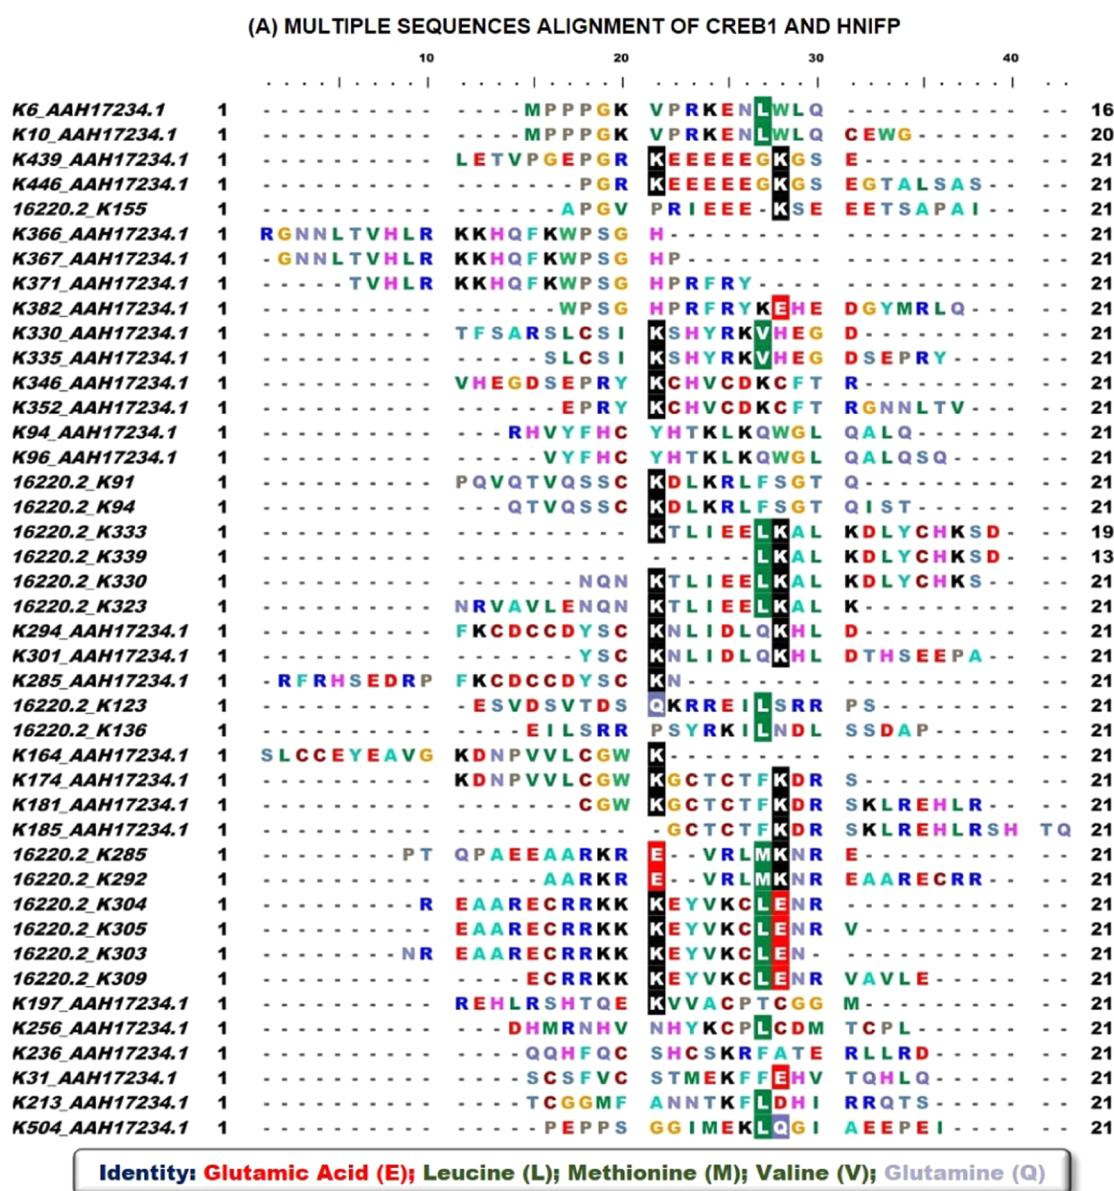 (A) MULTIPLE SEQUENCES ALIGNMENT OF CREB1 AND HNIFP
10 20 30 40
K6_AAH17234.1 1 ---------- ----MPPPGK VPRKENLWLQ ---------- -- 16
K10_AAH17234.1 1 ---------- ----MPPPGK VPRKENLWLQ CEWG------ -- 20
K439_AAH17234.1 1 ---------- LETVPGEPGR KEEEEEGKGS E--------- -- 21
K446_AAH17234.1 1 ---------- -------PGR KEEEEEGKGS EGTALSAS-- -- 21
16220.2_K155 1 ---------- ------APGV PRIEEE-KSE EETSAPAI-- -- 21
K366_AAH17234.1 1 RGNNLTVHLR KKHQFKWPSG H--------- ---------- -- 21
K367_AAH17234.1 1 -GNNLTVHLR KKHQFKWPSG HP-------- ---------- -- 21
K371_AAH17234.1 1 -----TVHLR KKHQFKWPSG HPRFRY---- ---------- -- 21
K382_AAH17234.1 1 ---------- ------WPSG HPRFRYKEHE DGYMRLQ--- -- 21
K330_AAH17234.1 1 ---------- TFSARSLCSI KSHYRKVHEG D--------- -- 21
K335_AAH17234.1 1 ---------- -----SLCSI KSHYRKVHEG DSEPRY---- -- 21
K346_AAH17234.1 1 ---------- VHEGDSEPRY KCHVCDKCFT R--------- -- 21
K352_AAH17234.1 1 ---------- ------EPRY KCHVCDKCFT RGNNLTV--- -- 21
K94_AAH17234.1 1 ---------- ---RHVYFHC YHTKLKQWGL QALQ------ -- 21
K96_AAH17234.1 1 ---------- -----VYFHC YHTKLKQWGL QALQSQ---- -- 21
16220.2_K91 1 ---------- PQVQTVQSSC KDLKRLFSGT Q--------- -- 21
16220.2_K94 1 ---------- ---QTVQSSC KDLKRLFSGT QIST------ -- 21
16220.2_K333 1 ---------- ---------- KTLIEELKAL KDLYCHKSD- -- 19
16220.2_K339 1 ---------- ---------- ------LKAL KDLYCHKSD- -- 13
16220.2_K330 1 ---------- -------NQN KTLIEELKAL KDLYCHKS-- -- 21
16220.2_K323 1 ---------- NRVAVLENQN KTLIEELKAL K--------- -- 21
K294_AAH17234.1 1 ---------- FKCDCCDYSC KNLIDLQKHL D--------- -- 21
K301_AAH17234.1 1 ---------- -------YSC KNLIDLQKHL DTHSEEPA-- -- 21
K285_AAH17234.1 1 -RFRHSEDRP FKCDCCDYSC KN-------- ---------- -- 21
16220.2_K123 1 ---------- -ESVDSVTDS QKRREILSRR PS-------- -- 21
16220.2_K136 1 ---------- ----EILSRR PSYRKILNDL SSDAP----- -- 21
K164_AAH17234.1 1 SLCCEYEAVG KDNPVVLCGW K--------- ---------- -- 21
K174_AAH17234.1 1 ---------- KDNPVVLCGW KGCTCTFKDR S--------- -- 21
K181_AAH17234.1 1 ---------- -------CGW KGCTCTFKDR SKLREHLR-- -- 21
K185_AAH17234.1 1 ---------- ---------- -GCTCTFKDR SKLREHLRSH TQ 21
16220.2_K285 1 --------PT QPAEEAARKR E--VRLMKNR E--------- -- 21
16220.2_K292 1 ---------- -----AARKR E--VRLMKNR EAARECRR-- -- 21
16220.2_K304 1 ---------R EAARECRRKK KEYVKCLENR ---------- -- 21
16220.2_K305 1 ---------- EAARECRRKK KEYVKCLENR V--------- -- 21
16220.2_K303 1 --------NR EAARECRRKK KEYVKCLEN- ---------- -- 21
16220.2_K309 1 ---------- ----ECRRKK KEYVKCLENR VAVLE----- -- 21
K197_AAH17234.1 1 ---------- REHLRSHTQE KVVACPTCGG M--------- -- 21
K256_AAH17234.1 1 ---------- ---DHMRNHV NHYKCPLCDM TCPL------ -- 21
K236_AAH17234.1 1 ---------- ----QQHFQC SHCSKRFATE RLLRD----- -- 21
K31_AAH17234.1 1 ---------- ----SCSFVC STMEKFFEHV TQHLQ----- -- 21
K213_AAH17234.1 1 ---------- ----TCGGMF ANNTKFLDHI RRQTS----- -- 21
K504_AAH17234.1 1 ---------- -----PEPPS GGIMEKLQGI AEEPEI---- -- 21
Identity: Glutamic Acid (E); Leucine (L); Methionine (M); Valine (V); Glutamine (Q)